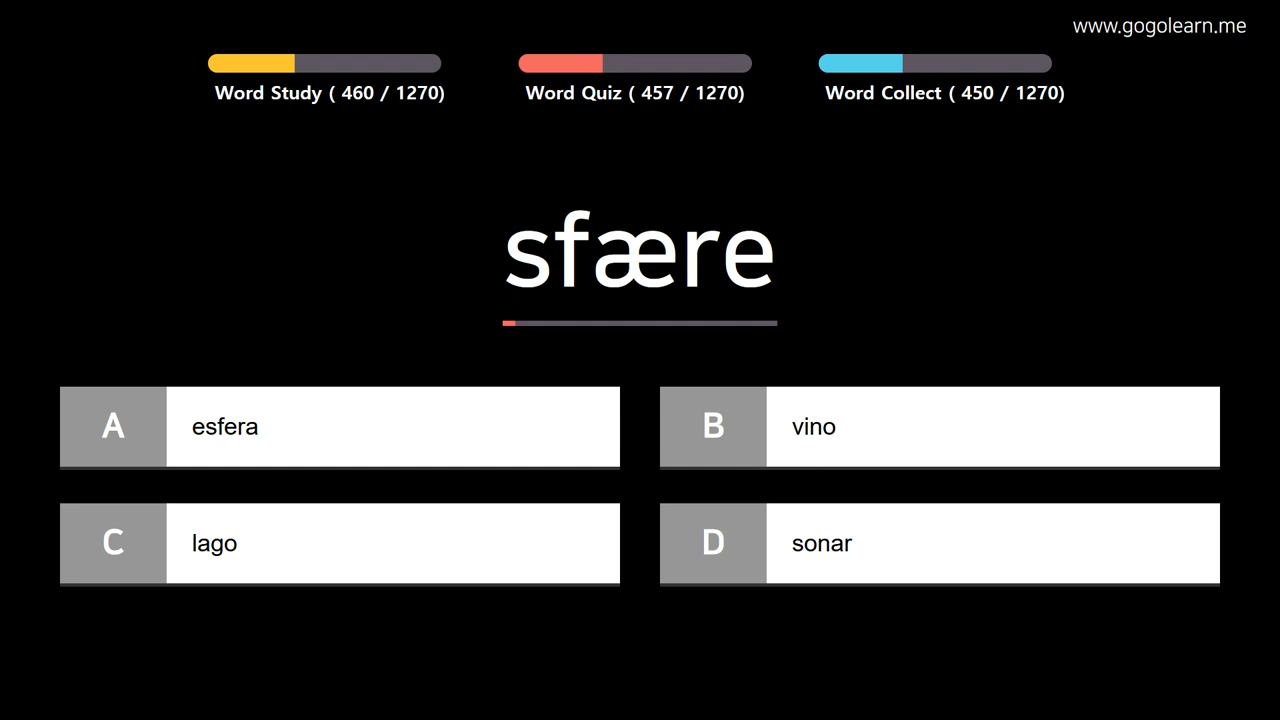 www.gogolearn.me
Word Study ( 460 / 1270)
Word Quiz ( 457 / 1270)
Word Collect ( 450 / 1270)
sfære
A
esfera
B
vino
C
lago
D
sonar